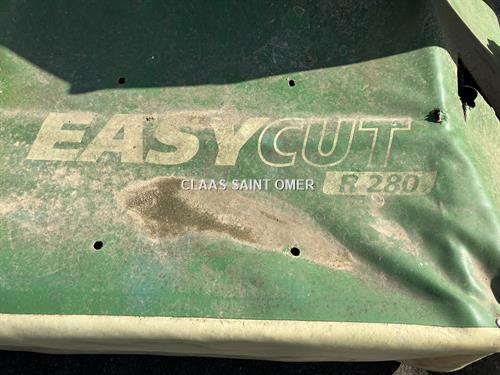 EASYCUT
R 280
CLAAS SAINT OMER